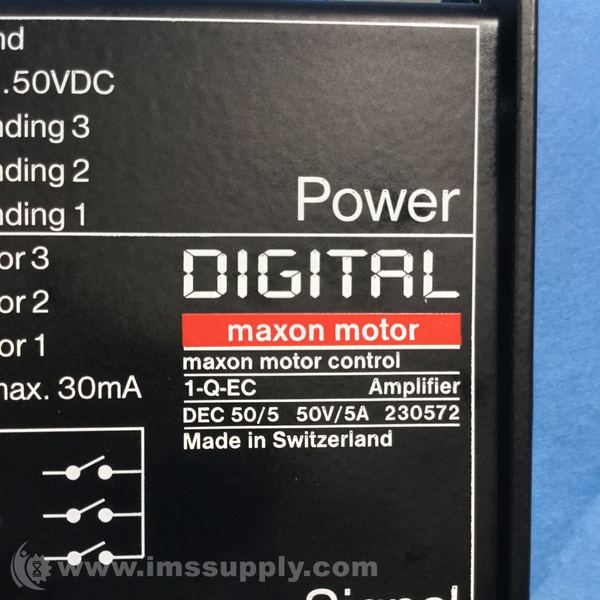 nd
.50VDC
nding 3
nding 2
nding 1
Power
or 3
or 2
or 1
max. 30mA
DIGITAL
maxon motor
maxon motor control
1-Q-EC Amplifier
DEC 50/5 50V/5A 230572
Made in Switzerland
www.imssupply.com
Signal